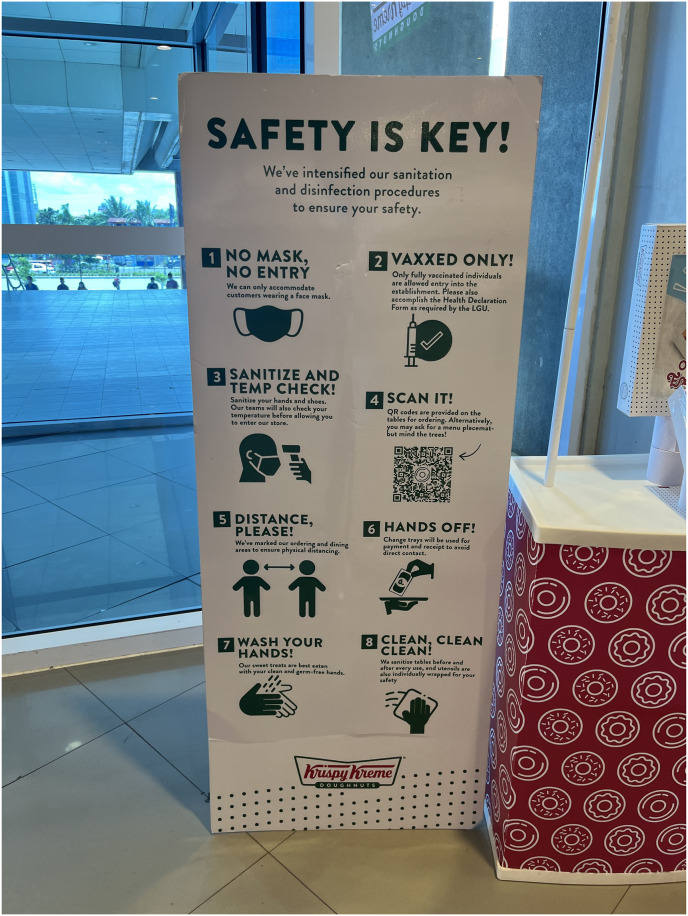 SAFETY IS KEY!
We've intensified our sanitation
and disinfection procedures
to ensure your safety.
1 NO MASK,
NO ENTRY
We can only accommodate
customers wearing a face mask.
2 VAXXED ONLY!
Only fully vaccinated individuals
are allowed entry into the
establishment. Please also
accomplish the Health Declaration
Form as required by the LGU.
3 SANITIZE AND
TEMP CHECK!
Sanitize your hands and shoes.
Our teams will also check your
temperature before allowing you
to enter our store.
4 SCAN IT!
QR codes are provided on the
tables for ordering. Alternatively,
you may ask for a menu placemat-
but mind the trees!
5 DISTANCE,
PLEASE!
We've marked our ordering and dining
areas to ensure physical distancing.
6 HANDS OFF!
Change trays will be used for
payment and receipt to avoid
direct contact.
7 WASH YOUR
HANDS!
Our sweet treats are best eaten
with your clean and germ-free hands.
8 CLEAN, CLEAN
CLEAN!
We sanitise tables before and
after every use, and utensils are
also individually wrapped for your
safety
Krispy Kreme
DOUGHNUTS